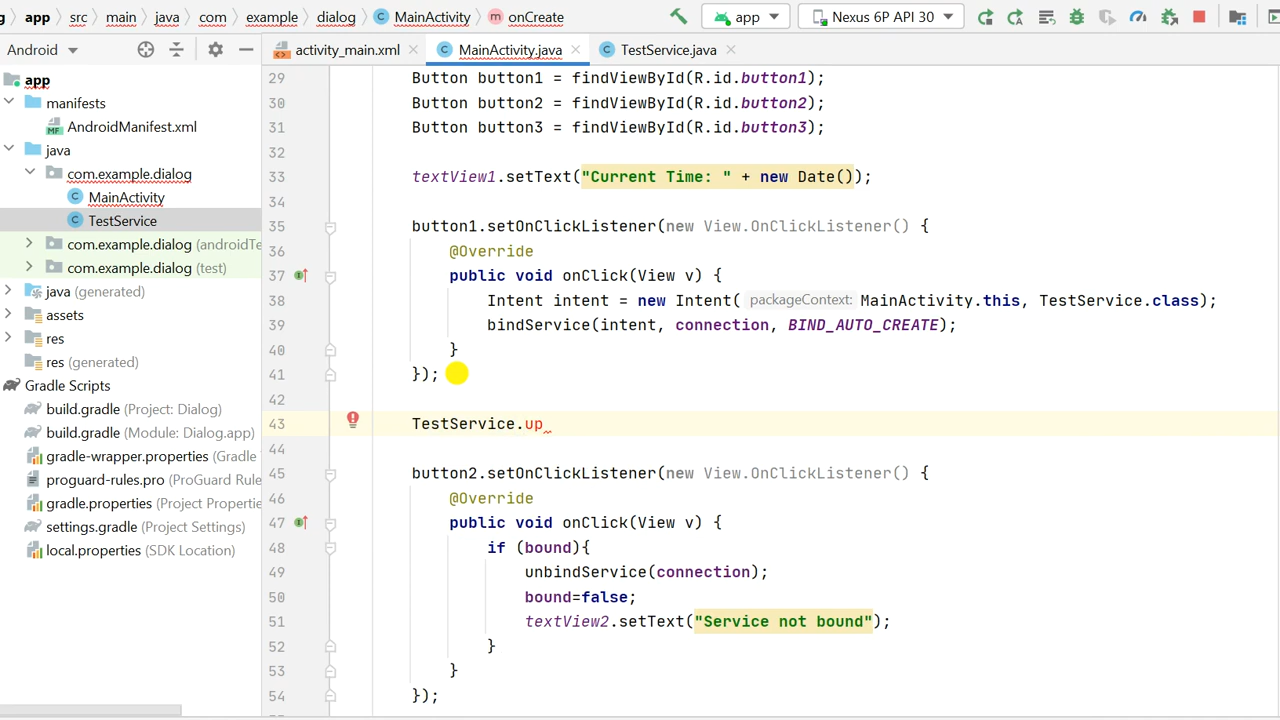 app src main java com example dialog MainActivity onCreate app Nexus 6P API 30
Android activity_main.xml MainActivity.java TestService.java
app
manifests
AndroidManifest.xml
java
com.example.dialog
MainActivity
TestService
com.example.dialog (androidTe
com.example.dialog (test)
java (generated)
assets
res
res (generated)
Gradle Scripts
build.gradle (Project: Dialog)
build.gradle (Module: Dialog.app)
gradle-wrapper.properties (Gradle
proguard-rules.pro (ProGuard Rule
gradle.properties (Project Propertie
settings.gradle (Project Settings)
local.properties (SDK Location)
29 Button button1 = findViewById(R.id.button1);
30 Button button2 = findViewById(R.id.button2);
31 Button button3 = findViewById(R.id.button3);
32
33 textView1.setText("Current Time: " + new Date());
34
35 button1.setOnClickListener(new View.OnClickListener() {
36 @Override
37 public void onClick(View v) {
38 Intent intent = new Intent( packageContext: MainActivity.this, TestService.class);
39 bindService(intent, connection, BIND_AUTO_CREATE);
40 }
41 });
42
43 TestService.up
44
45 button2.setOnClickListener(new View.OnClickListener() {
46 @Override
47 public void onClick(View v) {
48 if (bound){
49 unbindService(connection);
50 bound=false;
51 textView2.setText("Service not bound");
52 }
53 }
54 });